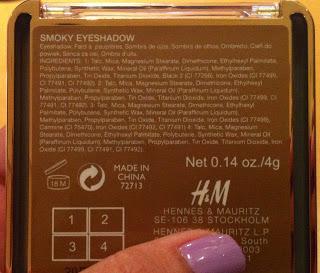 SMOKY EYESHADOW
Eyeshadow, Fard à paupières, Sombra de ojos, Sombra de olhos, Ombretto, Cień do
powiek, Senca za oči, Ombra d'ulls.
INGREDIENTS: 1: Talc, Mica, Magnesium Stearate, Dimethicone, Ethylhexyl Palmitate,
Polybutene, Synthetic Wax, Mineral Oil (Paraffinum Liquidum), Methylparaben,
Propylparaben, Tin Oxide, Titanium Dioxide, Black 2 (CI 77266), Iron Oxides (CI 77491,
CI 77499). 2: Talc, Mica, Magnesium Stearate, Dimethicone, Ethylhexyl
Palmitate, Polybutene, Synthetic Wax, Mineral Oil (Paraffinum Liquidum),
Methylparaben, Propylparaben, Tin Oxide, Titanium Dioxide, Iron Oxides (CI 77499,
CI 77491, CI 77492). 3: Talc, Mica, Magnesium Stearate, Dimethicone, Ethylhexyl
Palmitate, Polybutene, Synthetic Wax, Mineral Oil (Paraffinum Liquidum),
Methylparaben, Propylparaben, Tin Oxide, Titanium Dioxide, Iron Oxides (CI 77499),
Carmine (CI 75470), Iron Oxides (CI 77492, CI 77491) 4: Talc, Mica, Magnesium
Stearate, Dimethicone, Ethylhexyl Palmitate, Polybutene, Synthetic Wax, Mineral
Oil (Paraffinum Liquidum), Methylparaben, Propylparaben, Tin Oxide, Titanium
Dioxide, Iron Oxides (CI 77499, CI 77491, CI 77492)
18 M
MADE IN
CHINA
72713
Net 0.14 oz./4g
H&M
HENNES & MAURITZ
SE-106 38 STOCKHOLM
HENNES & MAURITZ L.P
South
0003
1 2
3 4